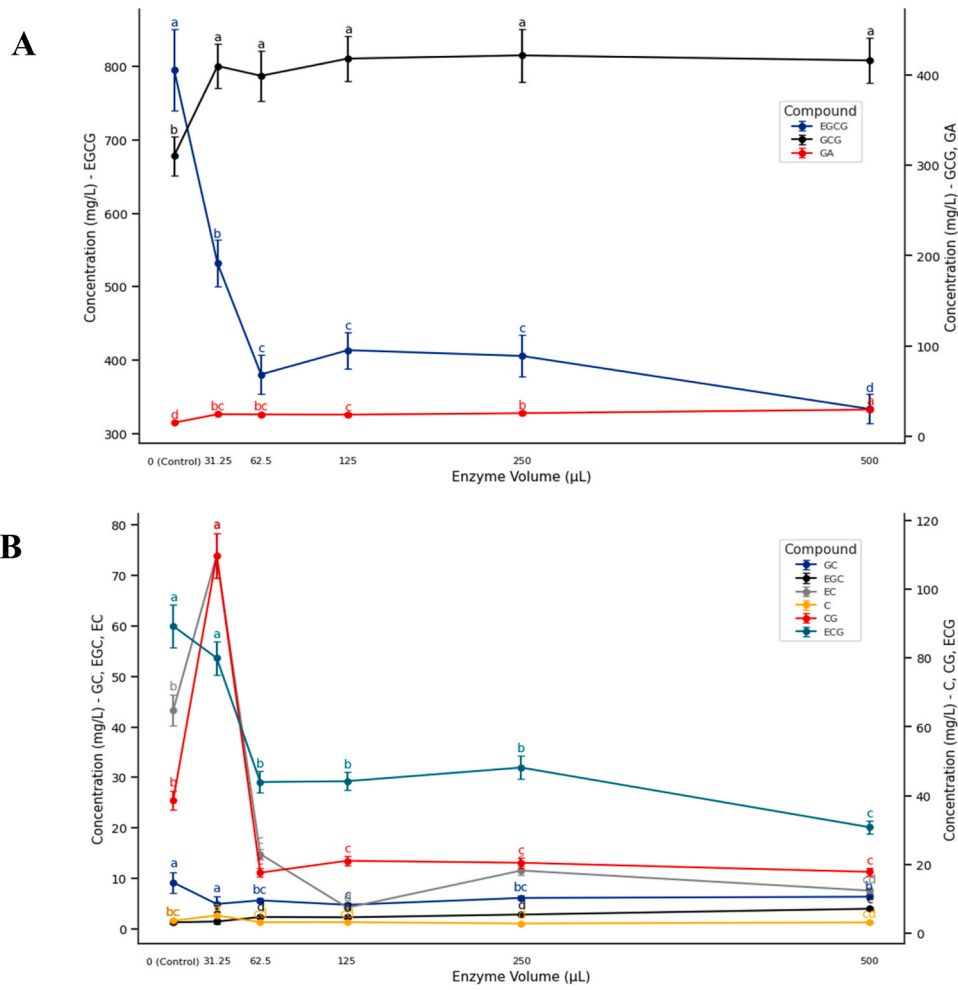 A
a
a
a
a
a
a
b
b
c
c
c
d
d
bc
bc
c
b
a
800
700
600
500
400
300
400
300
200
100
0
Concentration (mg/L) - EGCG
Concentration (mg/L) - GCG, GA
Compound
EGCG
GCG
GA
0 (Control) 31.25 62.5 125 250 500
Enzyme Volume (µL)
B
a
a
a
b
b
b
b
b
c
a
a
bc
bc
b
bc
c
c
c
c
c
d
d
cd
c
cd
80
70
60
50
40
30
20
10
0
120
100
80
60
40
20
0
Concentration (mg/L) - GC, EGC, EC
Concentration (mg/L) - C, CG, ECG
Compound
GC
EGC
EC
C
CG
ECG
0 (Control) 31.25 62.5 125 250 500
Enzyme Volume (µL)